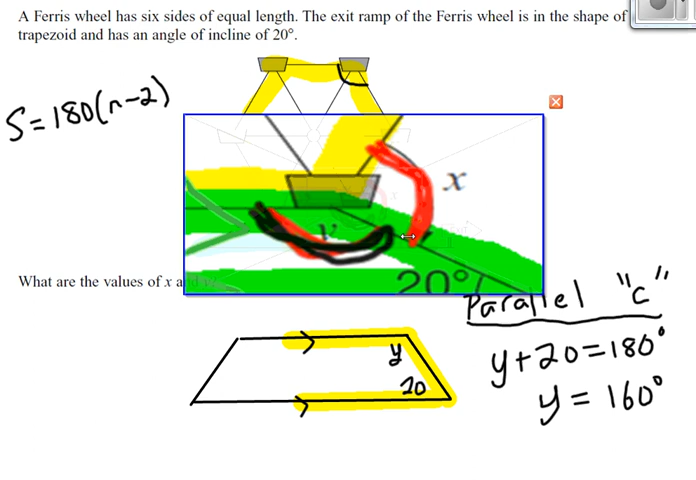 A Ferris wheel has six sides of equal length. The exit ramp of the Ferris wheel is in the shape of
trapezoid and has an angle of incline of 20°.
S=180(n-2)
x
y
20°
What are the values of x a
Parallel "c"
y+20=180°
y = 160°
y
20